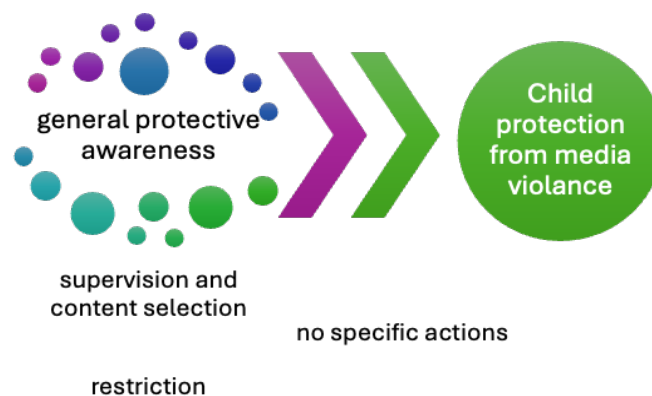 general protective
awareness
Child
protection
from media
violance
supervision and
content selection
no specific actions
restriction